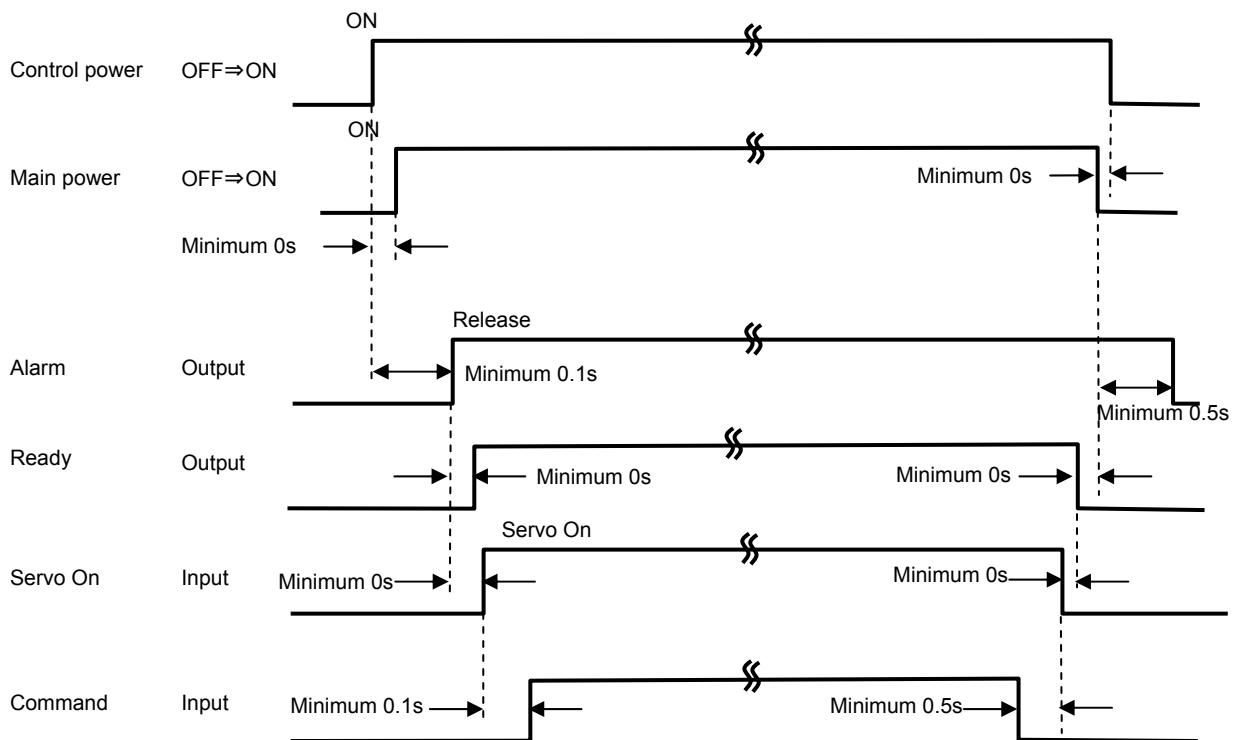 ON
Control power OFF⇒ON
ON
Main power OFF⇒ON Minimum 0s
Minimum 0s
Release
Alarm Output Minimum 0.1s
Minimum 0.5s
Ready Output Minimum 0s Minimum 0s
Servo On
Servo On Input Minimum 0s Minimum 0s
Command Input Minimum 0.1s Minimum 0.5s